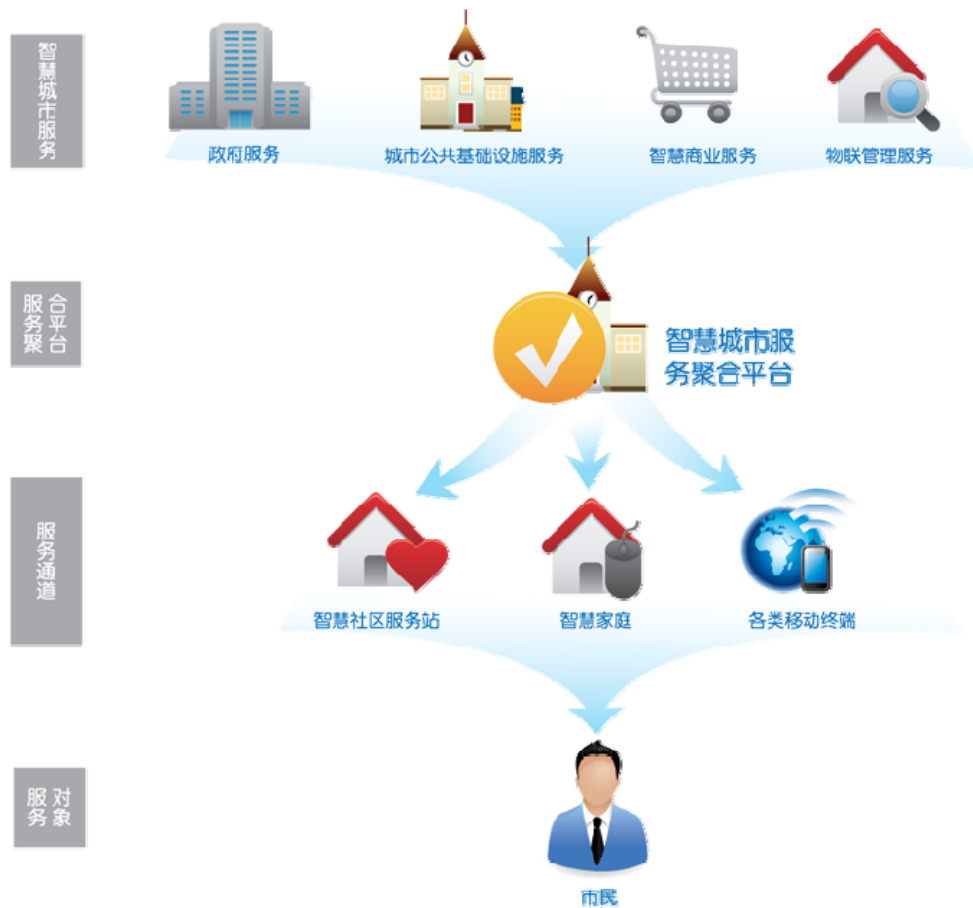 智慧城市服务
政府服务
城市公共基础设施服务
智慧商业服务
物联管理服务
服务聚
合平台
智慧城市服
务聚合平台
服务通道
智慧社区服务站
智慧家庭
各类移动终端
服务
对象
市民